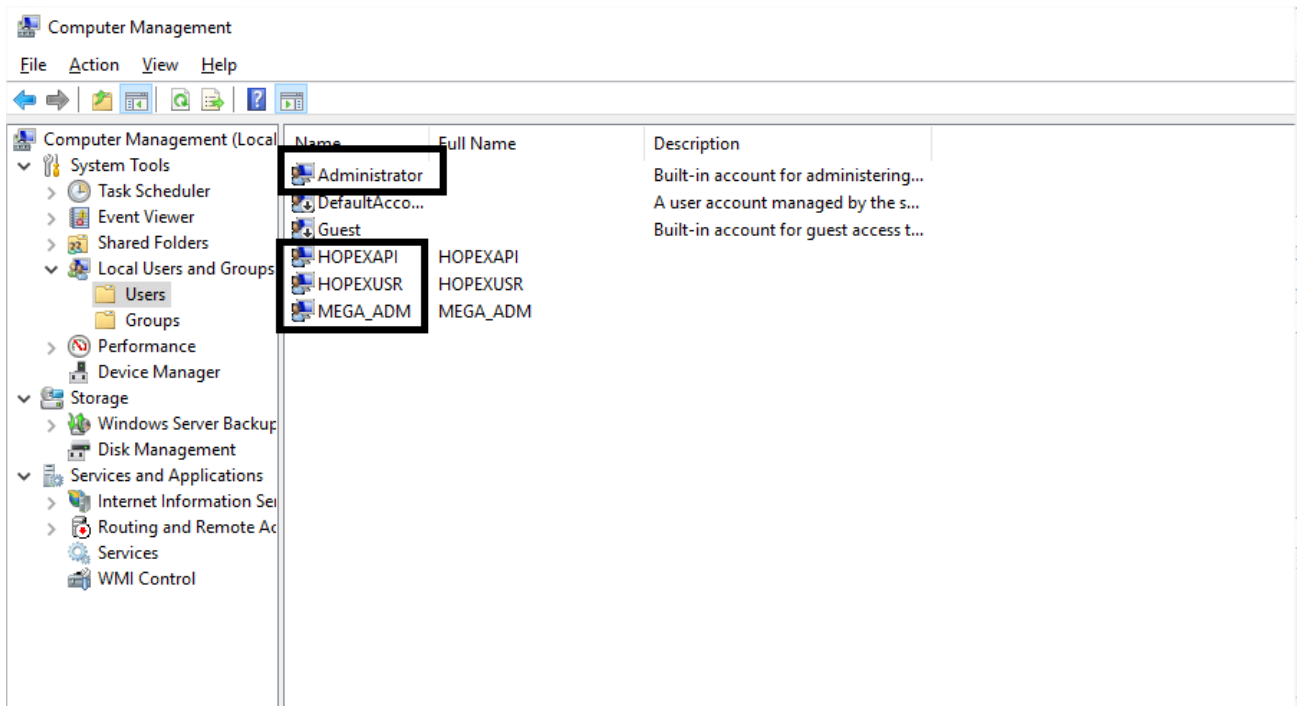 Computer Management
File Action View Help
Computer Management (Local
System Tools
Task Scheduler
Event Viewer
Shared Folders
Local Users and Groups
Users
Groups
Performance
Device Manager
Storage
Windows Server Backup
Disk Management
Services and Applications
Internet Information Ser
Routing and Remote Ac
Services
WMI Control
Name Full Name Description
Administrator Built-in account for administering...
DefaultAcco... A user account managed by the s...
Guest Built-in account for guest access t...
HOPEXAPI HOPEXAPI
HOPEXUSR HOPEXUSR
MEGA_ADM MEGA_ADM